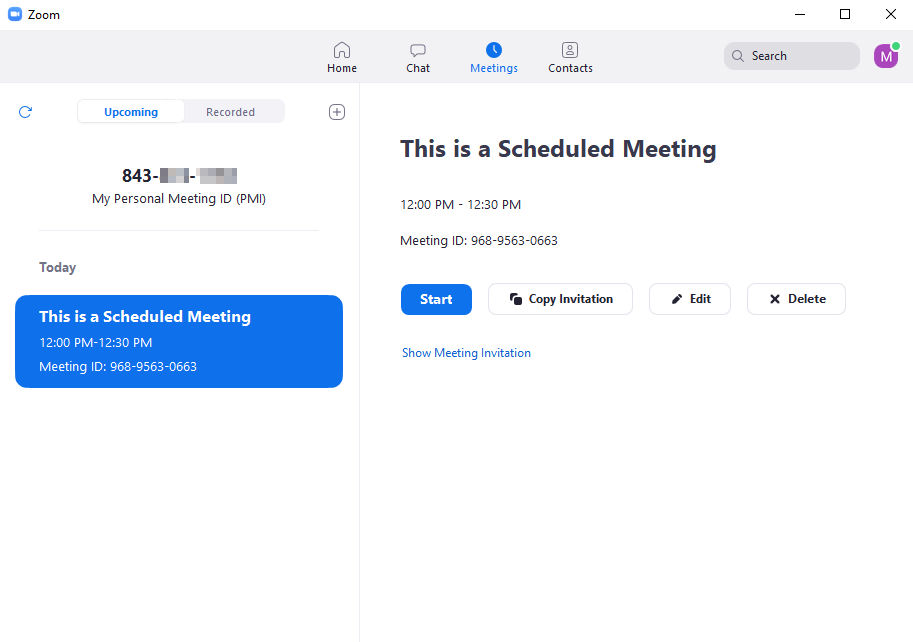 Zoom
Home
Chat
Meetings
Contacts
Search
M
Upcoming
Recorded
843-
My Personal Meeting ID (PMI)
Today
This is a Scheduled Meeting
12:00 PM-12:30 PM
Meeting ID: 968-9563-0663
This is a Scheduled Meeting
12:00 PM - 12:30 PM
Meeting ID: 968-9563-0663
Start
Copy Invitation
Edit
Delete
Show Meeting Invitation